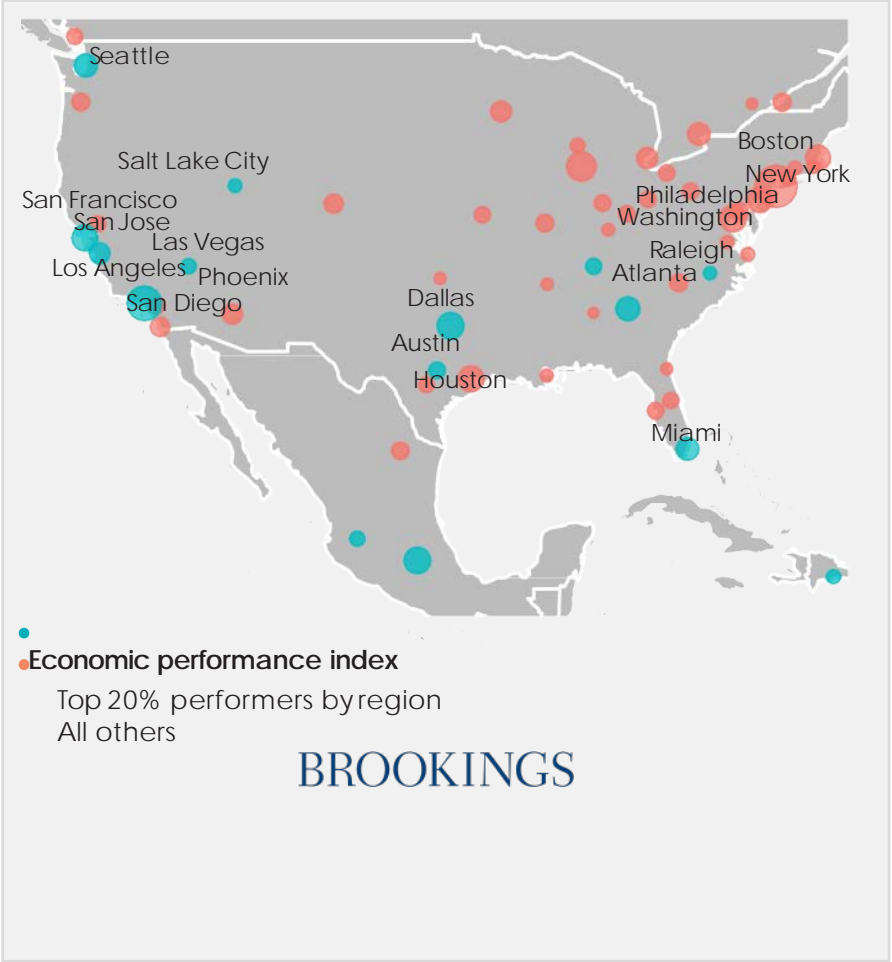 Seattle
Boston
Salt Lake City
New York
Philadelphia
San Francisco
Washington
San Jose
Las Vegas
Raleigh
Los Angeles
Phoenix
Atlanta
Dallas
San Diego
Austin
Houston
Miami
Economic performance index
Top 20% performers by region
All others
BROOKINGS